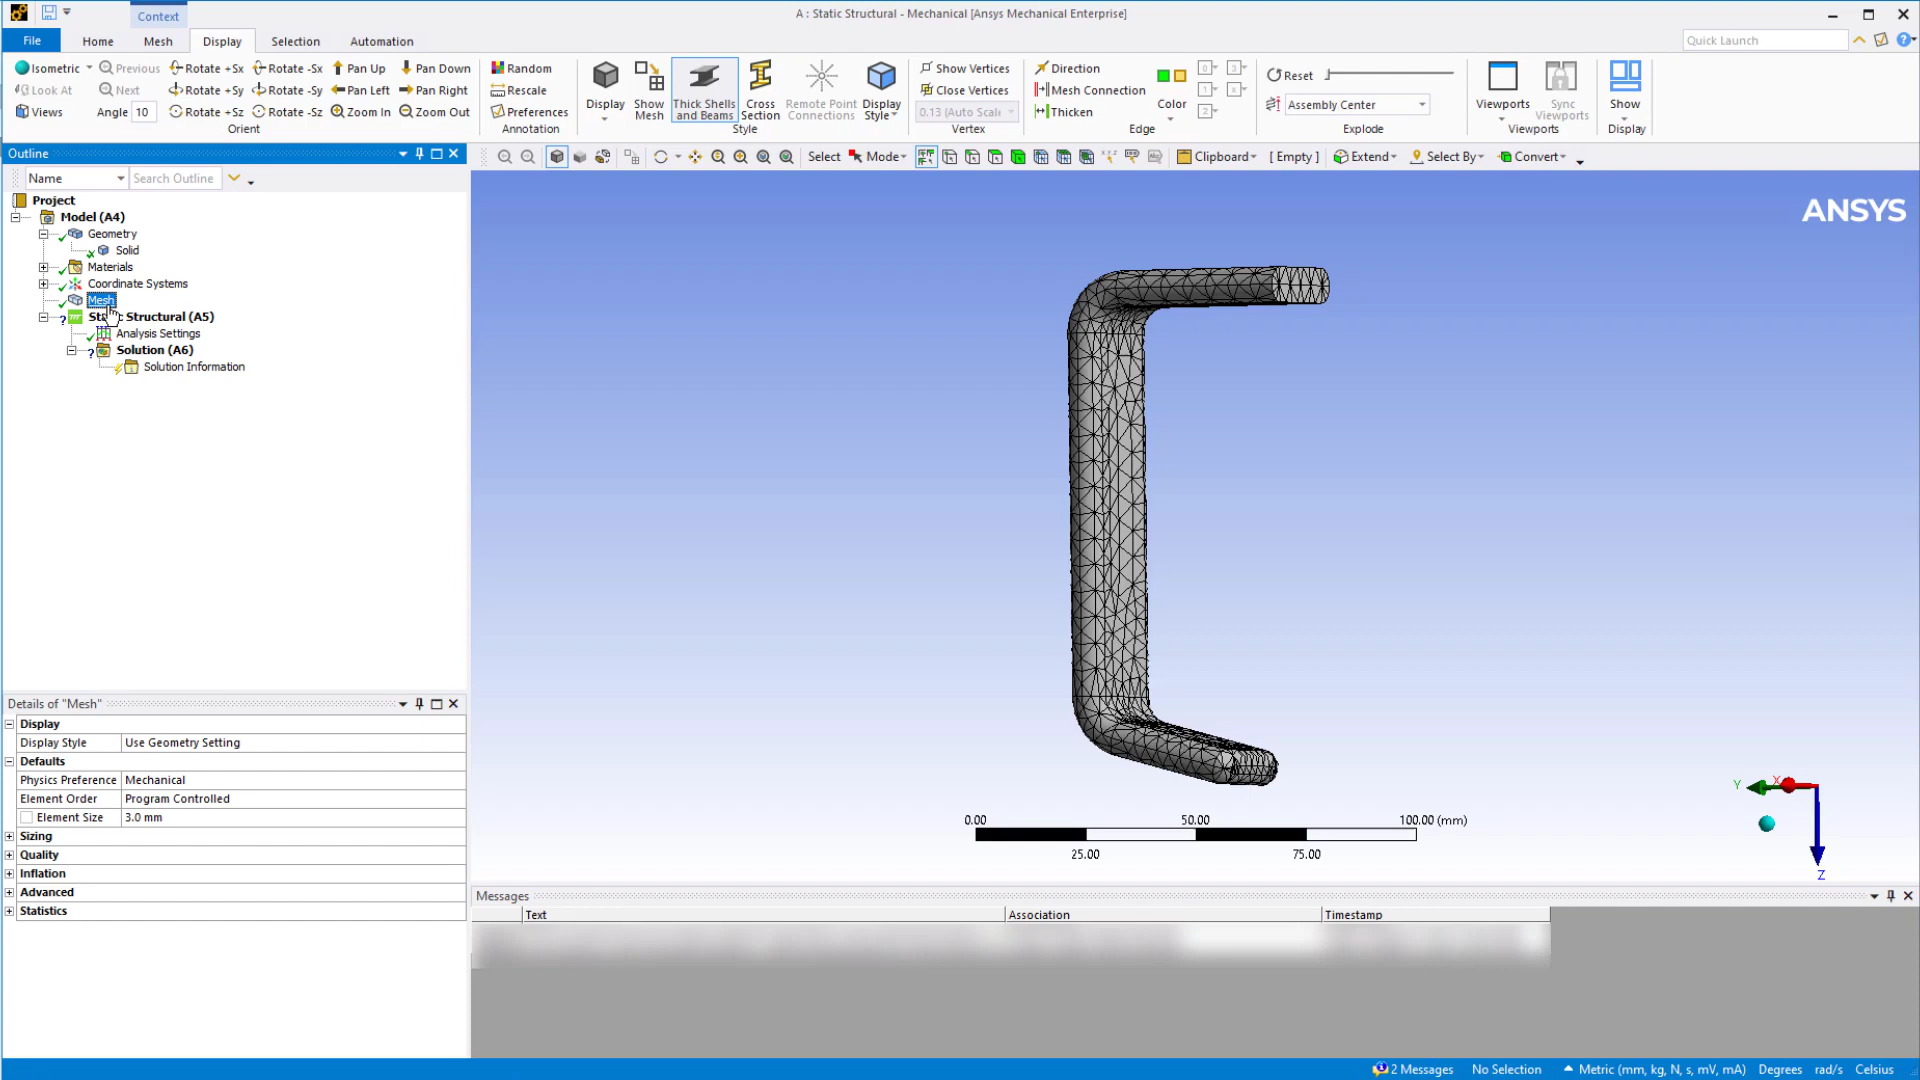 Context
A : Static Structural - Mechanical [Ansys Mechanical Enterprise]
File Home Mesh Display Selection Automation Quick Launch
Isometric Previous Rotate +Sx Rotate -Sx Pan Up Pan Down
Look At Next Rotate +Sy Rotate -Sy Pan Left Pan Right
Views Angle 10 Rotate +Sz Rotate -Sz Zoom In Zoom Out
Orient
Random
Rescale
Preferences
Annotation
Display
Show Mesh
Thick Shells and Beams
Cross Section
Remote Point Connections
Display Style
Style
Show Vertices
Close Vertices
0.13 (Auto Scale
Vertex
Direction
Mesh Connection
Thicken
Color
Edge
Reset
Assembly Center
Explode
Viewports
Sync Viewports
Viewports
Show
Display
Outline
Select Mode Clipboard [ Empty ] Extend Select By Convert
Name Search Outline
Project
Model (A4)
Geometry
Solid
Materials
Coordinate Systems
Mesh
Structural (A5)
Analysis Settings
Solution (A6)
Solution Information
ANSYS
Details of "Mesh"
Display
Display Style Use Geometry Setting
Defaults
Physics Preference Mechanical
Element Order Program Controlled
Element Size 3.0 mm
Sizing
Quality
Inflation
Advanced
Statistics
0.00 50.00 100.00 (mm)
25.00 75.00
Y X
Z
Messages
Text Association Timestamp
2 Messages No Selection Metric (mm, kg, N, s, mV, mA) Degrees rad/s Celsius